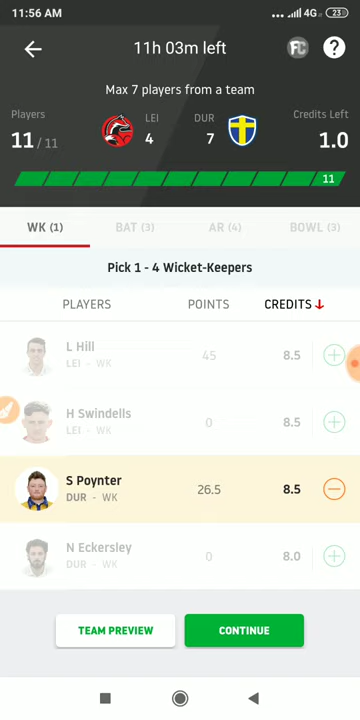 11:56 AM
4G
23
11h 03m left
FC
?
Max 7 players from a team
Players
LEI
DUR
Credits Left
11 / 11
4
7
1.0
11
WK (1)
BAT (3)
AR (4)
BOWL (3)
Pick 1 - 4 Wicket-Keepers
PLAYERS
POINTS
CREDITS
L Hill
LEI - WK
45
8.5
H Swindells
LEI - WK
0
8.5
S Poynter
DUR - WK
26.5
8.5
N Eckersley
DUR - WK
0
8.0
TEAM PREVIEW
CONTINUE